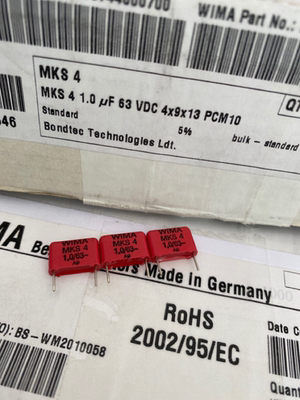 WIMA Part No.:
MKS 4
MKS 4 1.0 µF 63 VDC 4x9x13 PCM10
Standard 5% bulk - standard
Bondtec Technologies Ldt.
WIMA WIMA WIMA
MKS 4 MKS 4 MKS 4
1,0/63~ 1,0/63~ 1,0/63~
Made in Germany
RoHS
2002/95/EC
BS-WM2010058